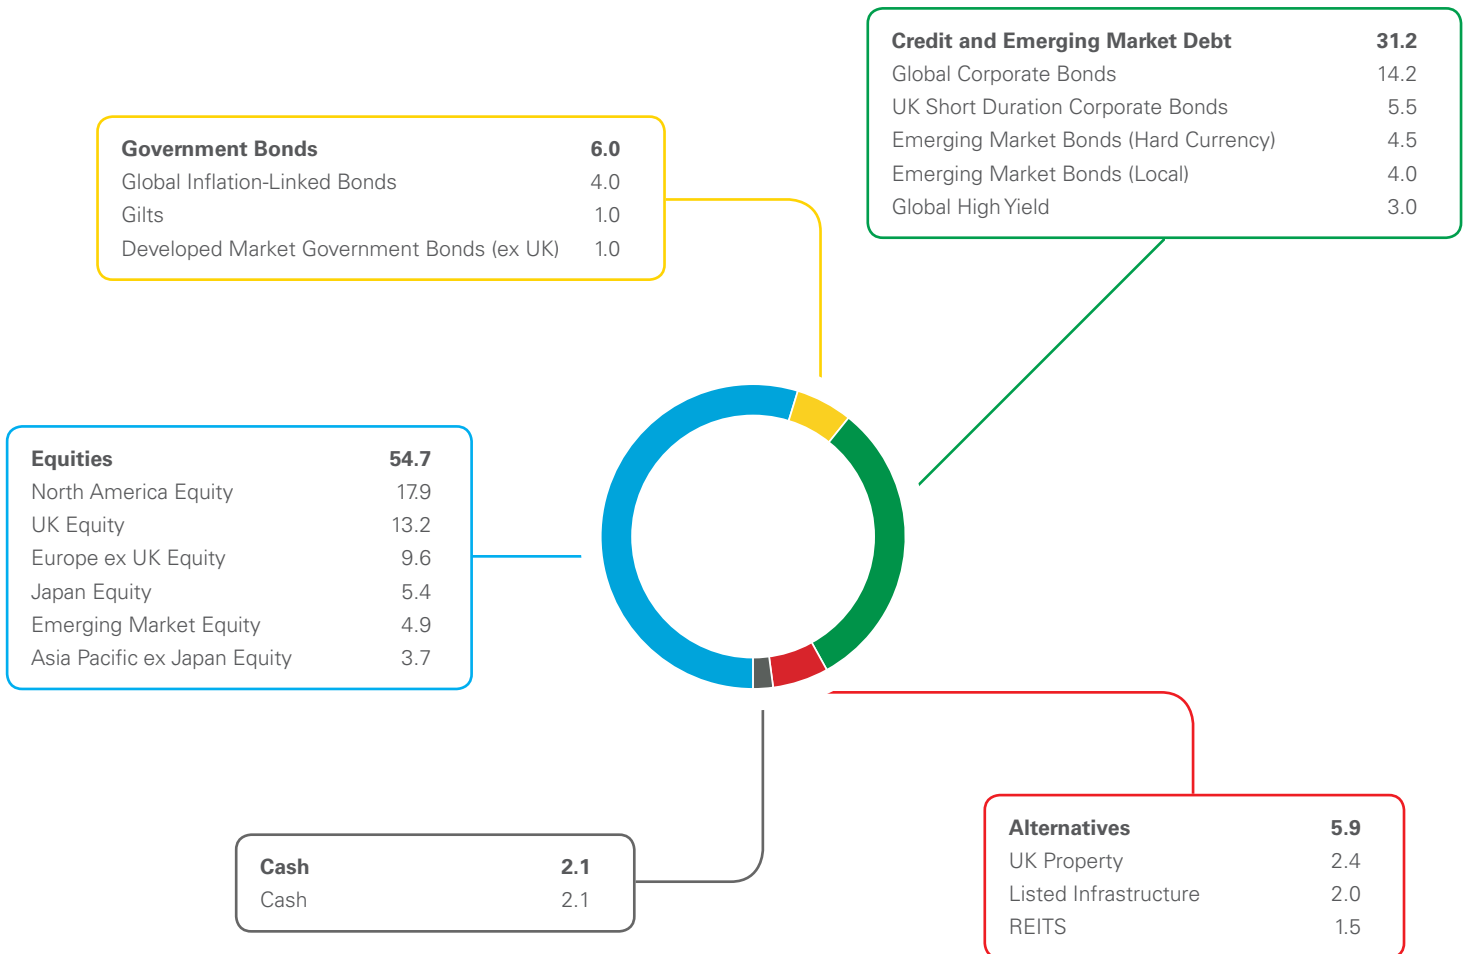 Credit and Emerging Market Debt 31.2
Global Corporate Bonds 14.2
UK Short Duration Corporate Bonds 5.5
Emerging Market Bonds (Hard Currency) 4.5
Emerging Market Bonds (Local) 4.0
Global High Yield 3.0
Government Bonds 6.0
Global Inflation-Linked Bonds 4.0
Gilts 1.0
Developed Market Government Bonds (ex UK) 1.0
Equities 54.7
North America Equity 17.9
UK Equity 13.2
Europe ex UK Equity 9.6
Japan Equity 5.4
Emerging Market Equity 4.9
Asia Pacific ex Japan Equity 3.7
Cash 2.1
Cash 2.1
Alternatives 5.9
UK Property 2.4
Listed Infrastructure 2.0
REITS 1.5